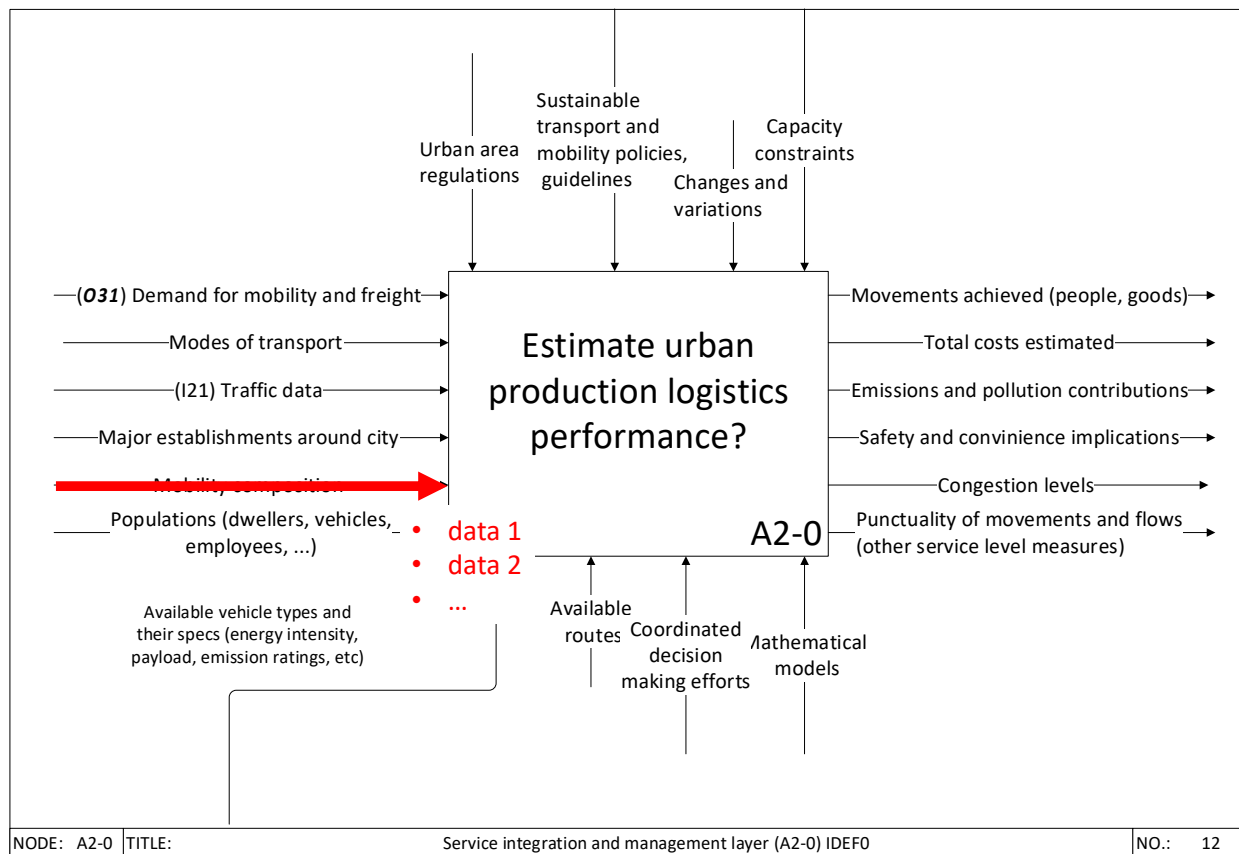 Urban area
regulations
Sustainable
transport and
mobility policies,
guidelines
Changes and
variations
Capacity
constraints
(O31) Demand for mobility and freight
Modes of transport
(I21) Traffic data
Major establishments around city
Mobility composition
Populations (dwellers, vehicles,
employees, ...)
Estimate urban
production logistics
performance?
A2-0
• data 1
• data 2
• ...
Movements achieved (people, goods)
Total costs estimated
Emissions and pollution contributions
Safety and convinience implications
Congestion levels
Punctuality of movements and flows
(other service level measures)
Available vehicle types and
their specs (energy intensity,
payload, emission ratings, etc)
Available
routes
Coordinated
decision
making efforts
Mathematical
models
NODE: A2-0 TITLE: Service integration and management layer (A2-0) IDEF0 NO.: 12